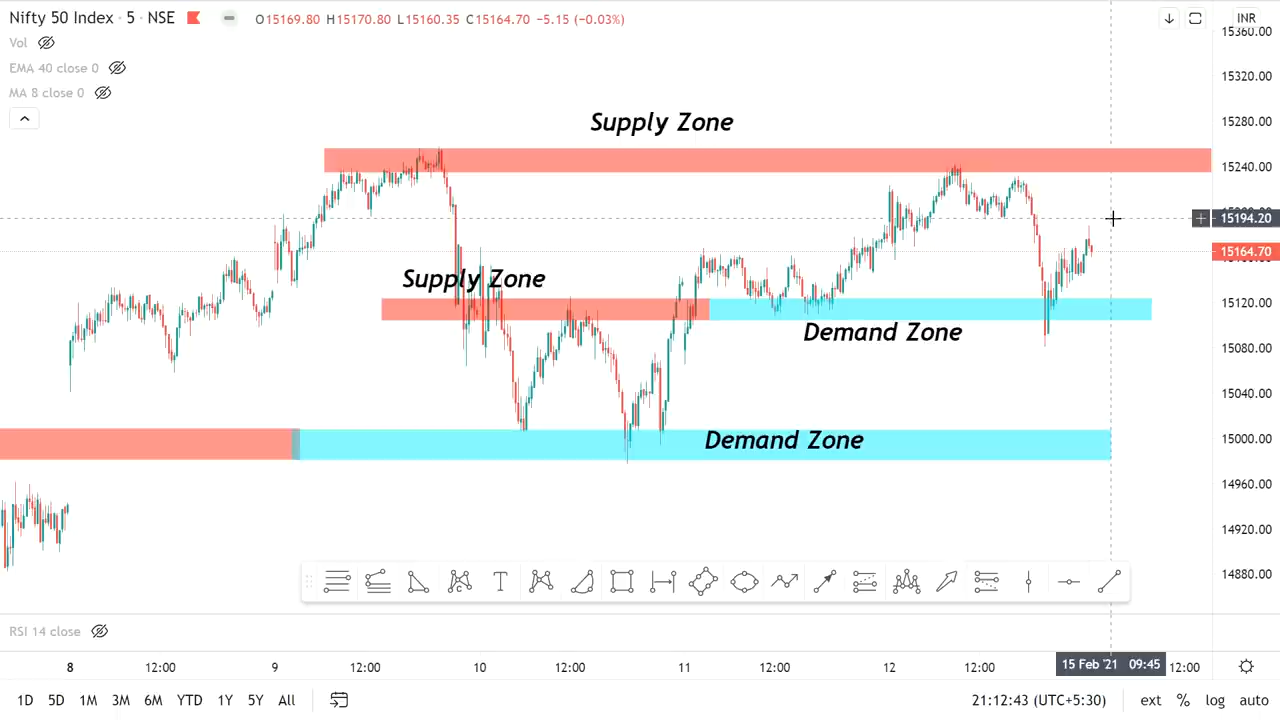 Nifty 50 Index · 5 · NSE O15169.80 H15170.80 L15160.35 C15164.70 −5.15 (−0.03%) INR
Vol
EMA 40 close 0
MA 8 close 0
15360.00
15320.00
15280.00
15240.00
15194.20
15164.70
15120.00
15080.00
15040.00
15000.00
14960.00
14920.00
14880.00
Supply Zone
Supply Zone
Demand Zone
Demand Zone
RSI 14 close
8 12:00 9 12:00 10 12:00 11 12:00 12 12:00 15 Feb '21 09:45 12:00
1D 5D 1M 3M 6M YTD 1Y 5Y All 21:12:43 (UTC+5:30) ext % log auto